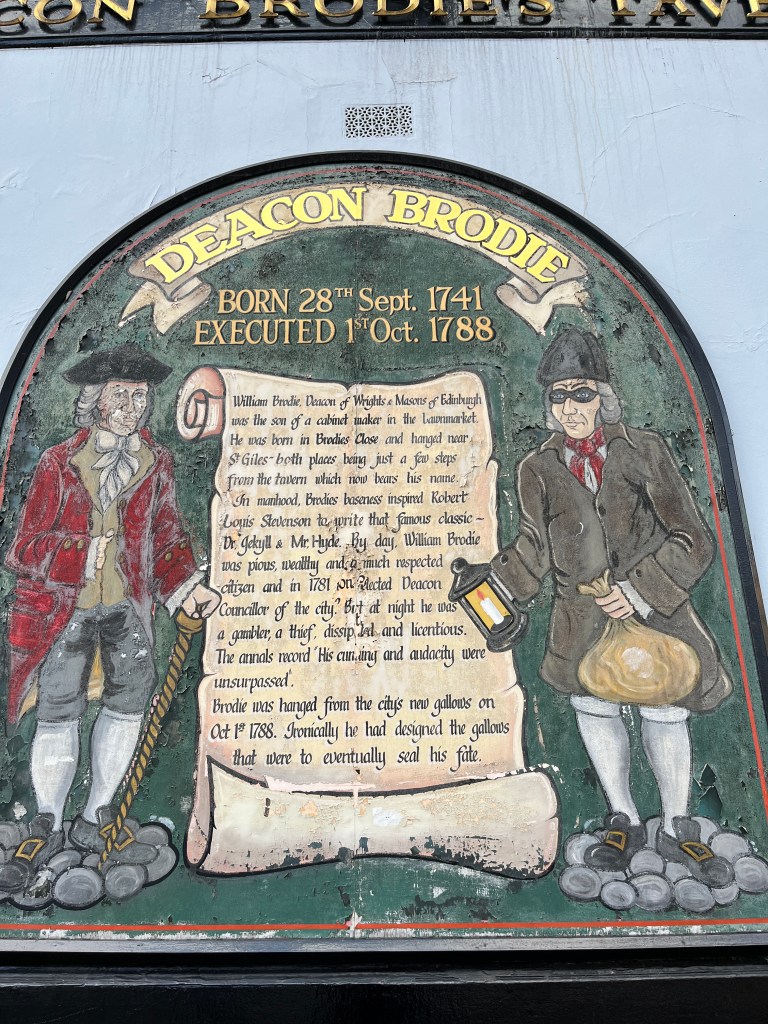 CON BRODIE'S TAVE
DEACON BRODIE
BORN 28TH Sept. 1741
EXECUTED 1ST Oct. 1788
William Brodie, Deacon of Wrights & Masons of Edinburgh
was the son of a cabinet maker in the Lawnmarket.
He was born in Brodies Close and hanged near
St Giles - both places being just a few steps
from the tavern which now bears his name.
In manhood, Brodies baseness inspired Robert
Louis Stevenson to write that famous classic -
Dr. Jekyll & Mr. Hyde. By day, William Brodie
was pious, wealthy and a much respected
citizen and in 1781 on elected Deacon
Councillor of the city. But at night he was
a gambler, a thief, dissipated and licentious.
The annals record 'His cunning and audacity were
unsurpassed'.
Brodie was hanged from the city's new gallows on
Oct 1st 1788. Ironically he had designed the gallows
that were to eventually seal his fate.